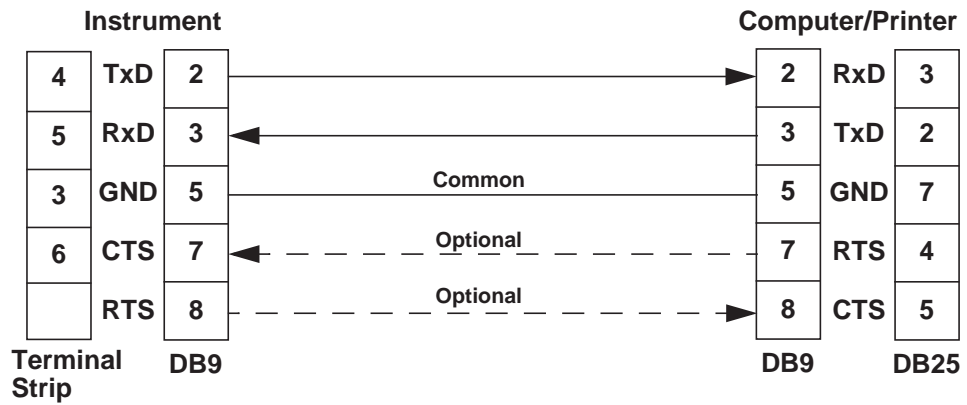 Instrument Computer/Printer
4 TxD 2 2 RxD 3
5 RxD 3 3 TxD 2
3 GND 5 Common 5 GND 7
6 CTS 7 Optional 7 RTS 4
RTS 8 Optional 8 CTS 5
Terminal Strip DB9 DB9 DB25